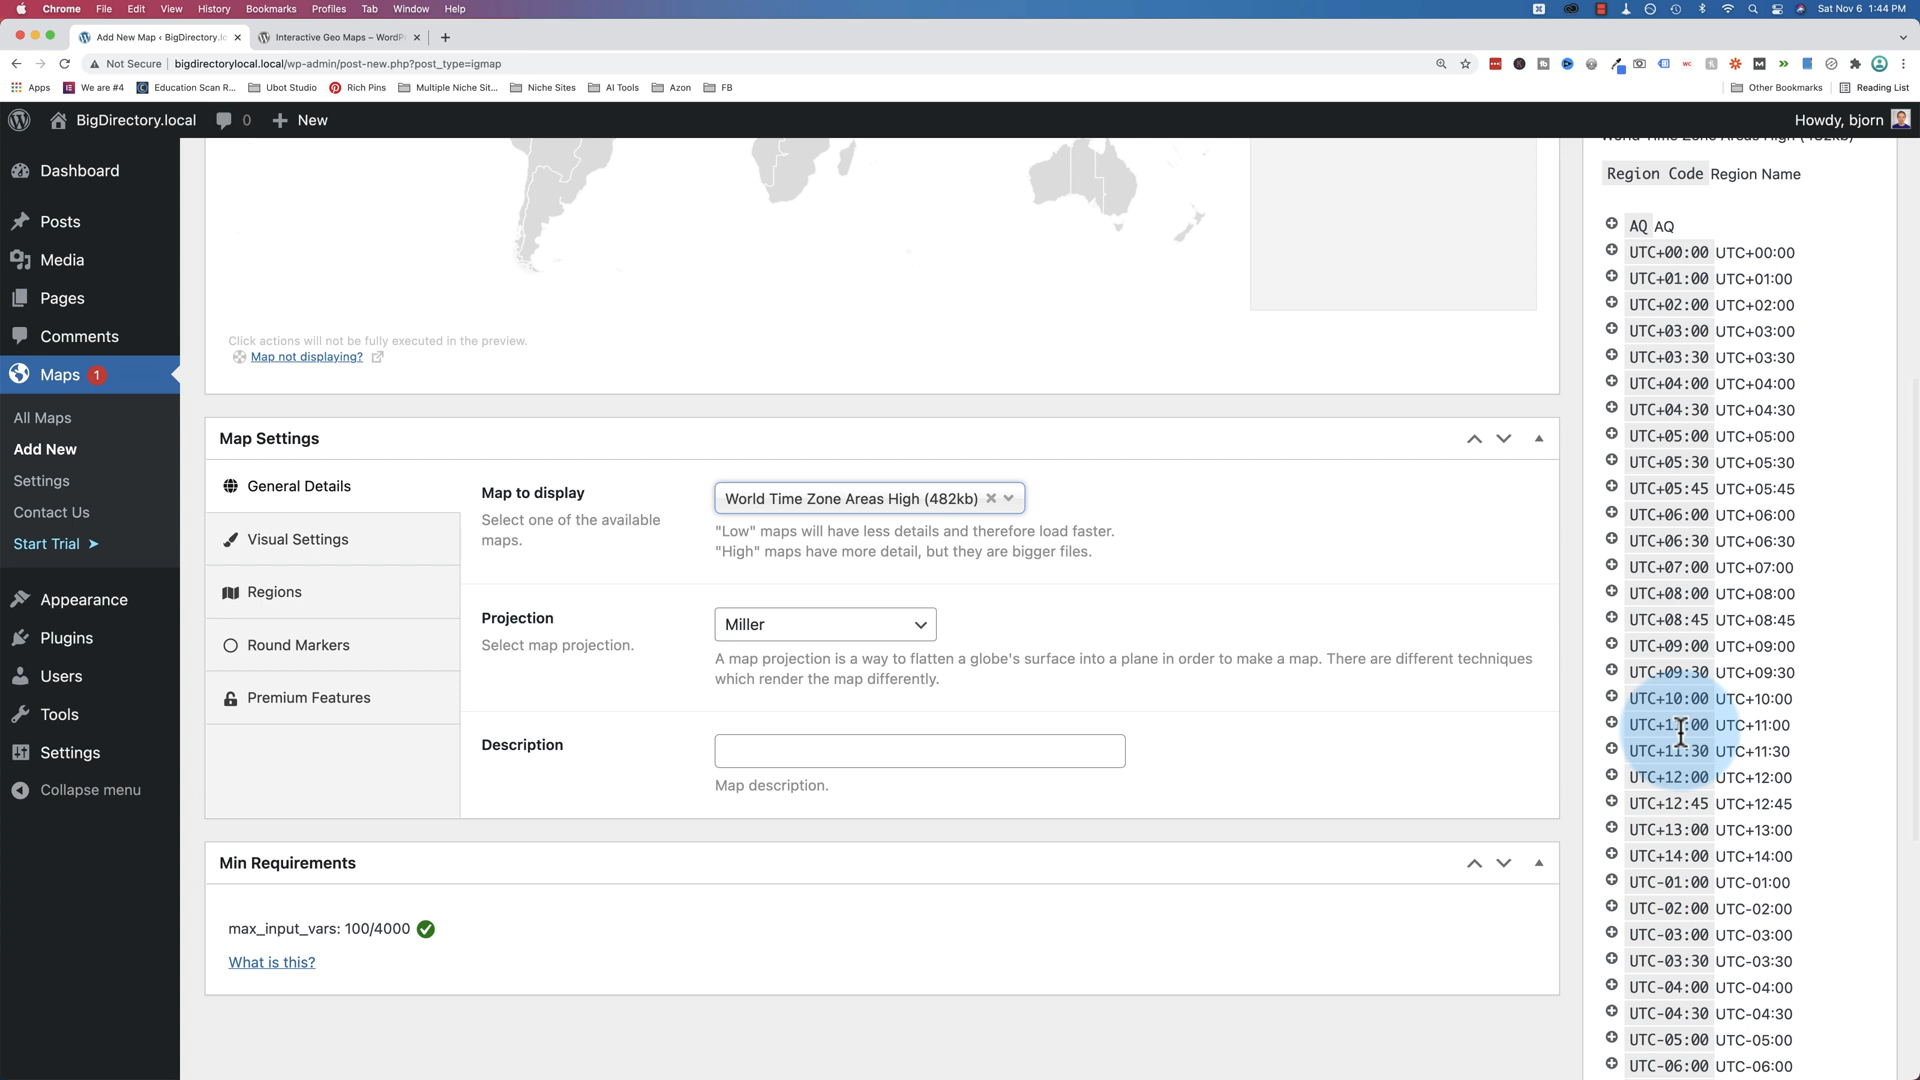 Chrome File Edit View History Bookmarks Profiles Tab Window Help Sat Nov 6 1:44 PM
Add New Map ‹ BigDirectory.lo Interactive Geo Maps – WordP
Not Secure bigdirectorylocal.local/wp-admin/post-new.php?post_type=igmap
Apps We are #4 Education Scan R... Ubot Studio Rich Pins Multiple Niche Sit... Niche Sites AI Tools Azon FB Other Bookmarks Reading List
BigDirectory.local 0 New Howdy, bjorn
Dashboard
Posts
Media
Pages
Comments
Maps 1
All Maps
Add New
Settings
Contact Us
Start Trial ➤
Appearance
Plugins
Users
Tools
Settings
Collapse menu
Click actions will not be fully executed in the preview.
Map not displaying?
Map Settings
General Details
Visual Settings
Regions
Round Markers
Premium Features
Map to display
Select one of the available
maps.
World Time Zone Areas High (482kb)
"Low" maps will have less details and therefore load faster.
"High" maps have more detail, but they are bigger files.
Projection
Select map projection.
Miller
A map projection is a way to flatten a globe's surface into a plane in order to make a map. There are different techniques
which render the map differently.
Description
Map description.
Min Requirements
max_input_vars: 100/4000
What is this?
World Time Zone Areas High (482kb)
Region Code Region Name
AQ AQ
UTC+00:00 UTC+00:00
UTC+01:00 UTC+01:00
UTC+02:00 UTC+02:00
UTC+03:00 UTC+03:00
UTC+03:30 UTC+03:30
UTC+04:00 UTC+04:00
UTC+04:30 UTC+04:30
UTC+05:00 UTC+05:00
UTC+05:30 UTC+05:30
UTC+05:45 UTC+05:45
UTC+06:00 UTC+06:00
UTC+06:30 UTC+06:30
UTC+07:00 UTC+07:00
UTC+08:00 UTC+08:00
UTC+08:45 UTC+08:45
UTC+09:00 UTC+09:00
UTC+09:30 UTC+09:30
UTC+10:00 UTC+10:00
UTC+11:00 UTC+11:00
UTC+11:30 UTC+11:30
UTC+12:00 UTC+12:00
UTC+12:45 UTC+12:45
UTC+13:00 UTC+13:00
UTC+14:00 UTC+14:00
UTC-01:00 UTC-01:00
UTC-02:00 UTC-02:00
UTC-03:00 UTC-03:00
UTC-03:30 UTC-03:30
UTC-04:00 UTC-04:00
UTC-04:30 UTC-04:30
UTC-05:00 UTC-05:00
UTC-06:00 UTC-06:00